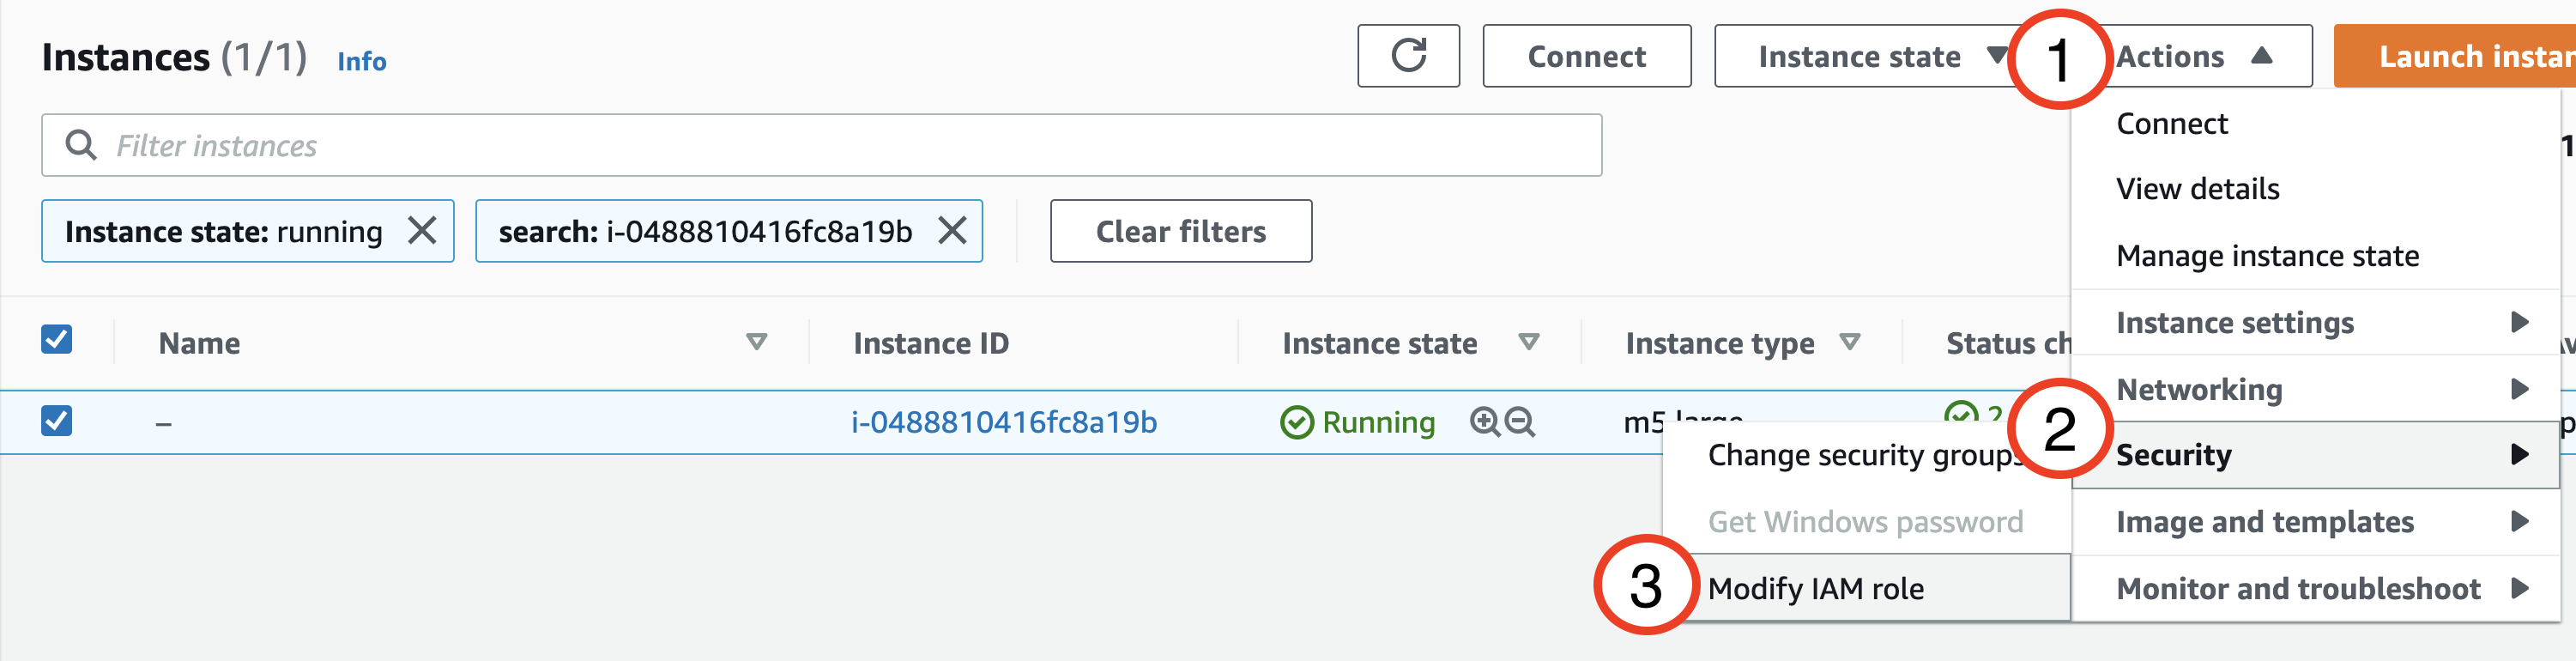 Instances (1/1) Info
Connect
Instance state
1
Actions
Launch instan
Filter instances
Instance state: running
search: i-0488810416fc8a19b
Clear filters
Name
Instance ID
Instance state
Instance type
Status ch
–
i-0488810416fc8a19b
Running
m5.large
2
Connect
View details
Manage instance state
Instance settings
Networking
2
Security
Image and templates
Monitor and troubleshoot
Change security groups
Get Windows password
3
Modify IAM role